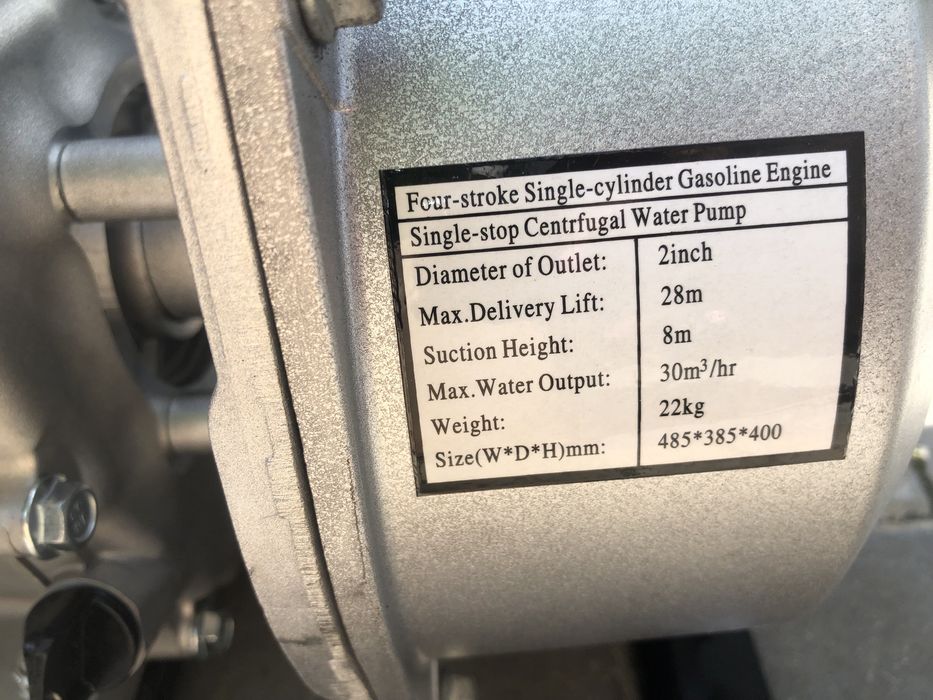 Four-stroke Single-cylinder Gasoline Engine
Single-stop Centrfugal Water Pump
Diameter of Outlet: 2inch
Max.Delivery Lift: 28m
Suction Height: 8m
Max.Water Output: 30m³/hr
Weight: 22kg
Size(W*D*H)mm: 485*385*400